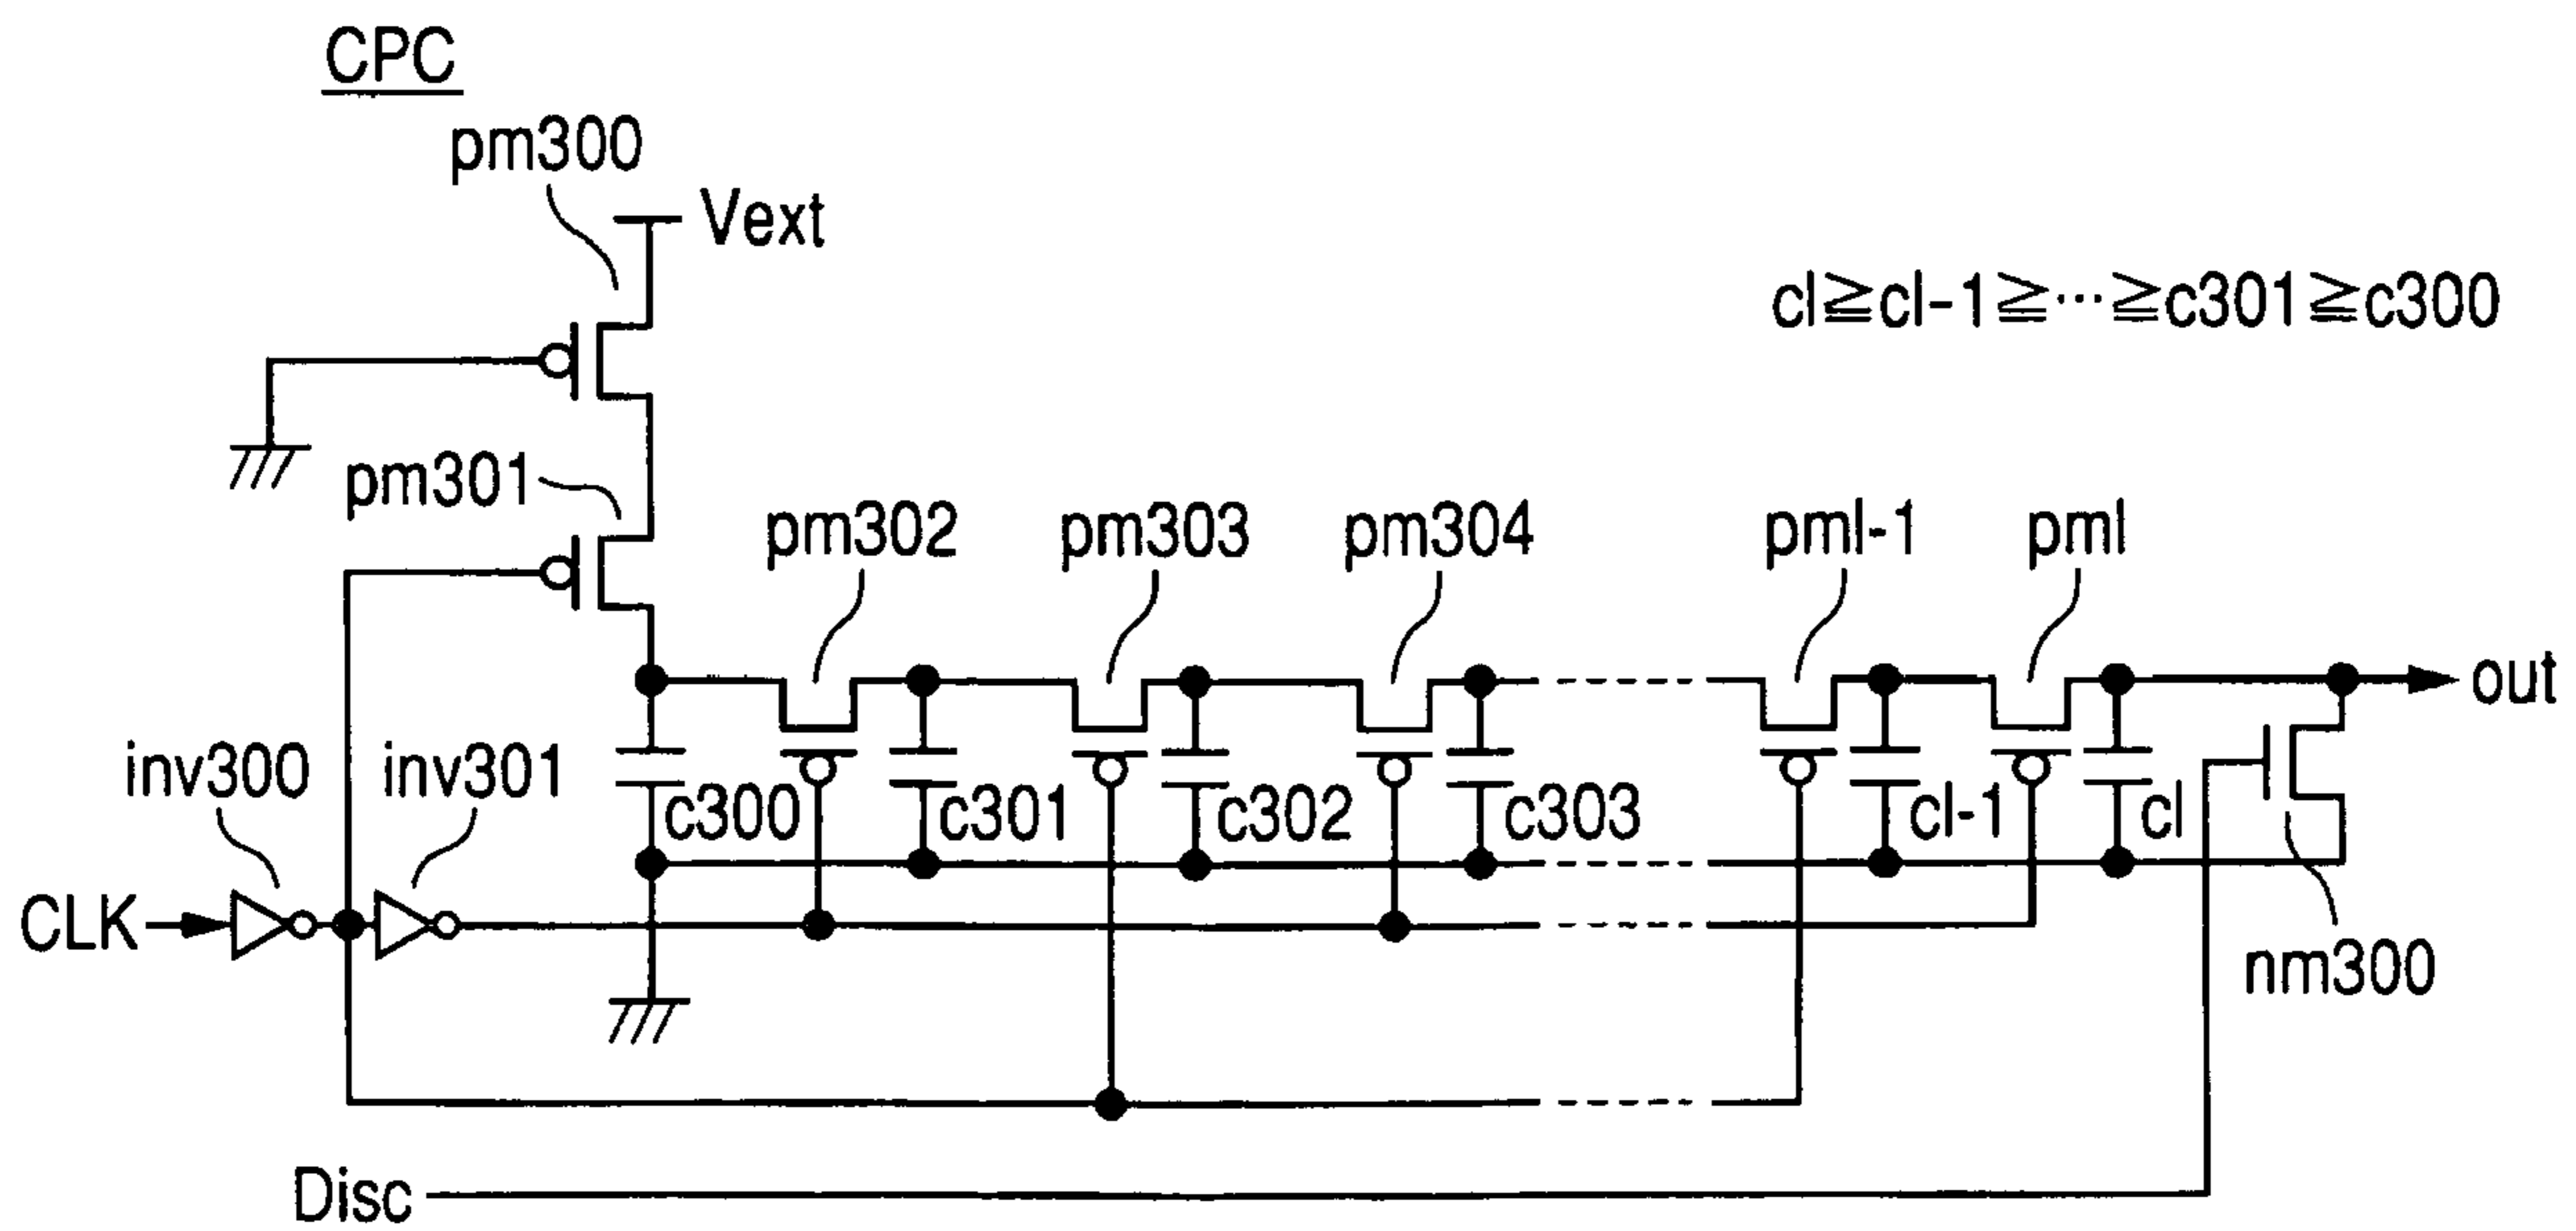 CPC
pm300
Vext
cl≧cl-1≧···≧c301≧c300
pm301
pm302
pm303
pm304
pml-1
pml
out
inv300
inv301
c300
c301
c302
c303
cl-1
cl
CLK
nm300
Disc